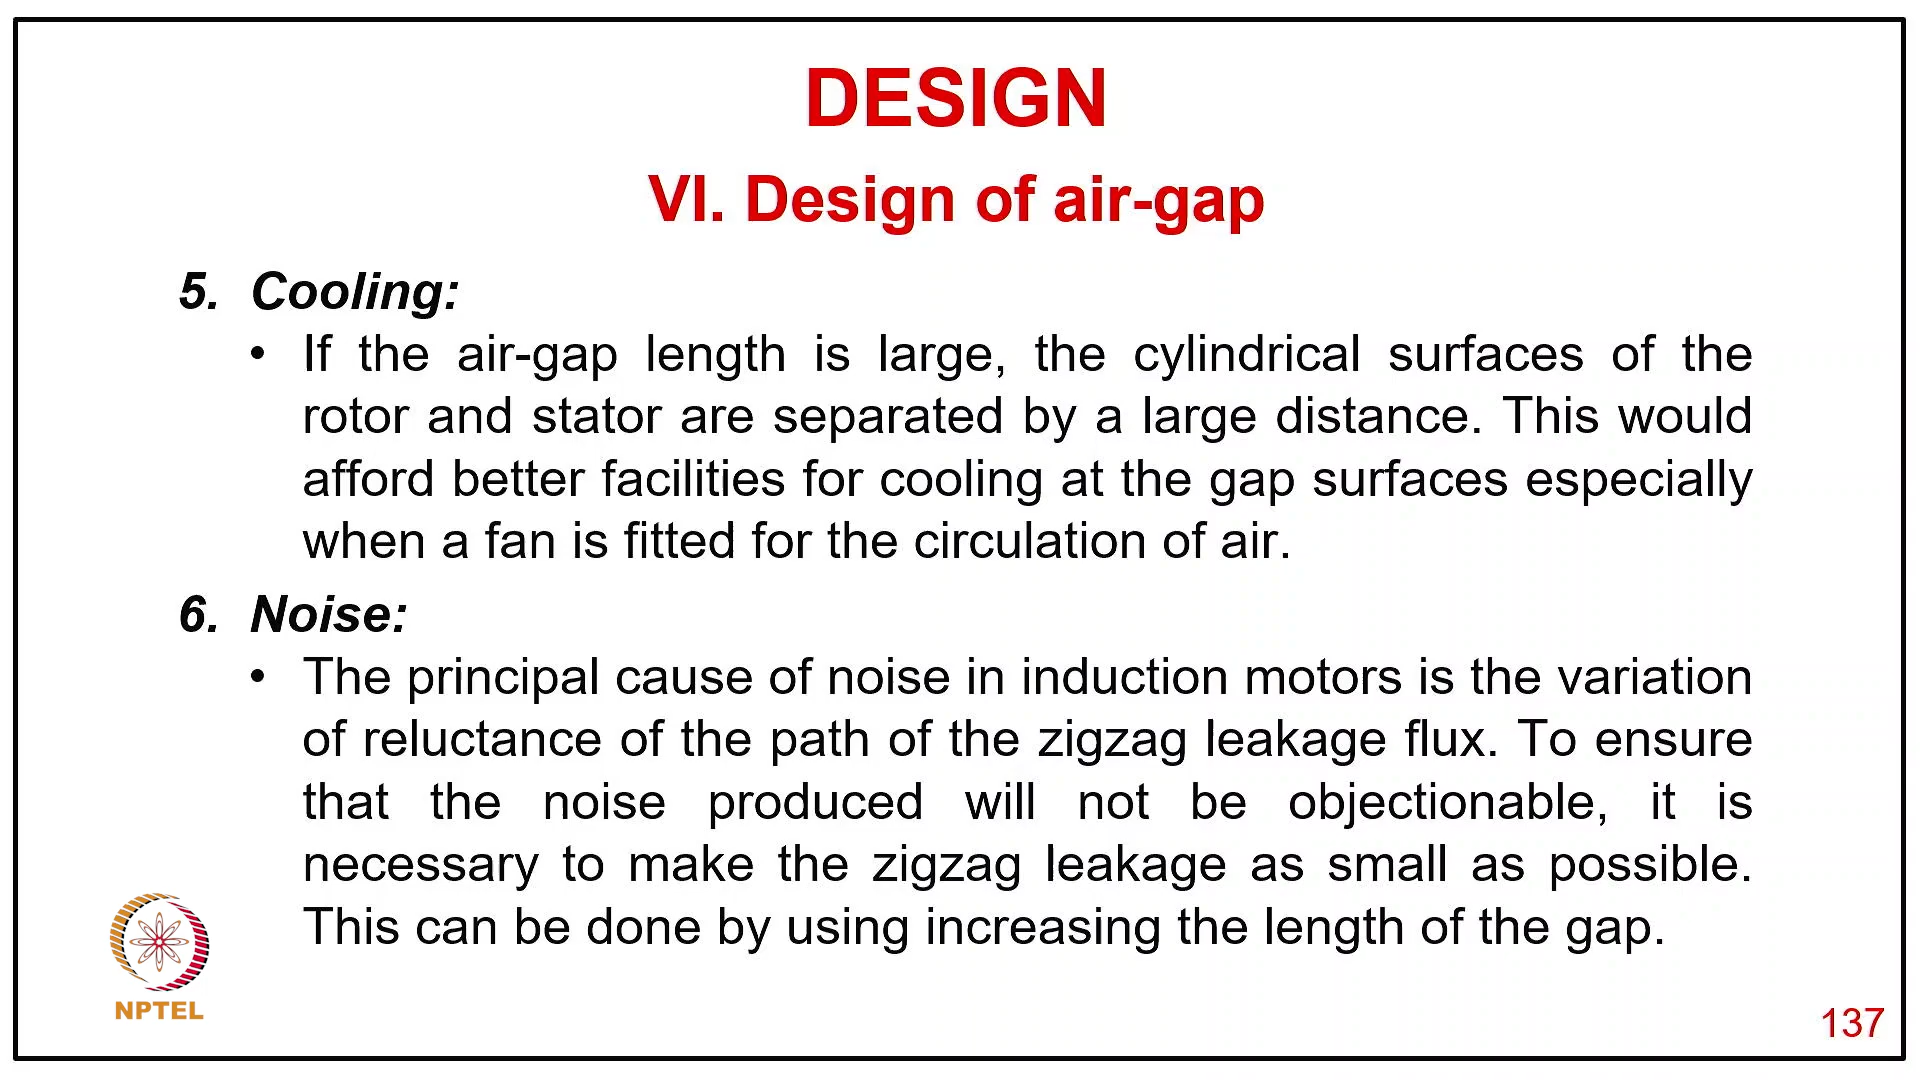 DESIGN
VI. Design of air-gap
5. Cooling:
• If the air-gap length is large, the cylindrical surfaces of the
rotor and stator are separated by a large distance. This would
afford better facilities for cooling at the gap surfaces especially
when a fan is fitted for the circulation of air.
6. Noise:
• The principal cause of noise in induction motors is the variation
of reluctance of the path of the zigzag leakage flux. To ensure
that the noise produced will not be objectionable, it is
necessary to make the zigzag leakage as small as possible.
This can be done by using increasing the length of the gap.
NPTEL
137